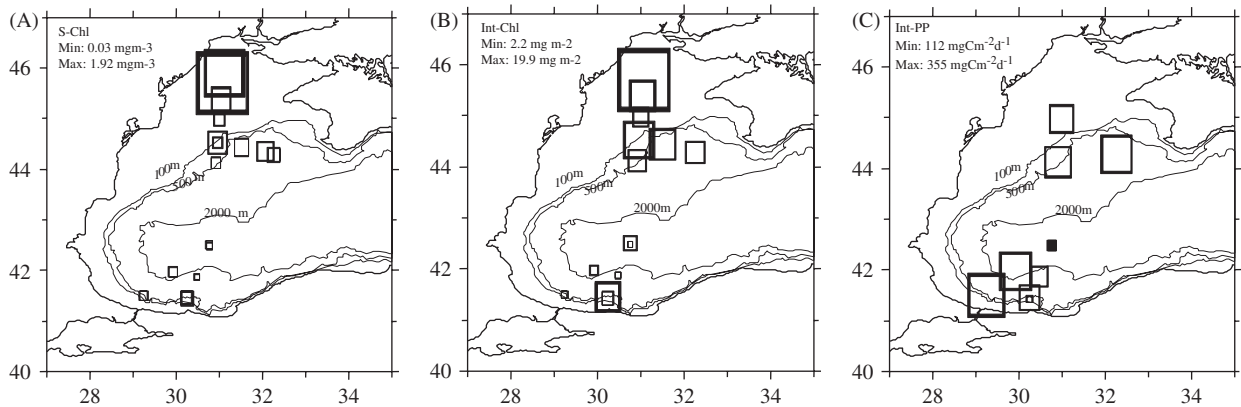 (A)
S-Chl
Min: 0.03 mgm-3
Max: 1.92 mgm-3
46
44
42
40
28 30 32 34
100m
500 m
2000 m
(B)
Int-Chl
Min: 2.2 mg m-2
Max: 19.9 mg m-2
46
44
42
40
28 30 32 34
100m
500m
2000m
(C)
Int-PP
Min: 112 mgCm⁻²d⁻¹
Max: 355 mgCm⁻²d⁻¹
46
44
42
40
28 30 32 34
100m
500m
2000m